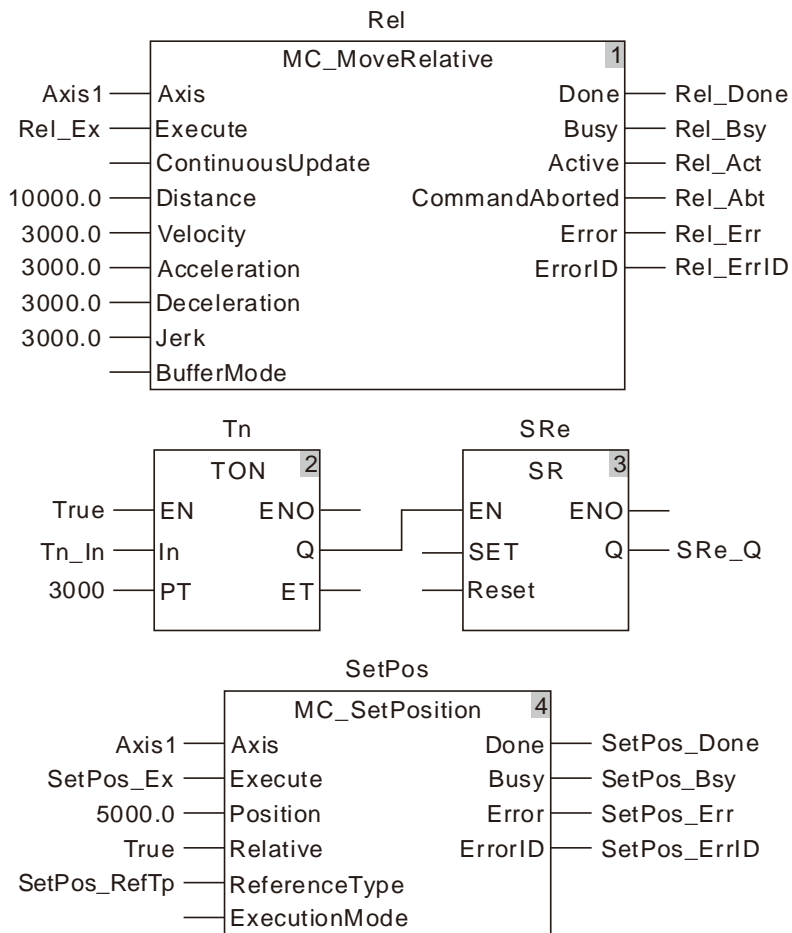 Rel
MC_MoveRelative 1
Axis1 Axis Done Rel_Done
Rel_Ex Execute Busy Rel_Bsy
ContinuousUpdate Active Rel_Act
10000.0 Distance CommandAborted Rel_Abt
3000.0 Velocity Error Rel_Err
3000.0 Acceleration ErrorID Rel_ErrID
3000.0 Deceleration
3000.0 Jerk
BufferMode
Tn SRe
TON 2 SR 3
True EN ENO EN ENO
Tn_In In Q SET Q SRe_Q
3000 PT ET Reset
SetPos
MC_SetPosition 4
Axis1 Axis Done SetPos_Done
SetPos_Ex Execute Busy SetPos_Bsy
5000.0 Position Error SetPos_Err
True Relative ErrorID SetPos_ErrID
SetPos_RefTp ReferenceType
ExecutionMode